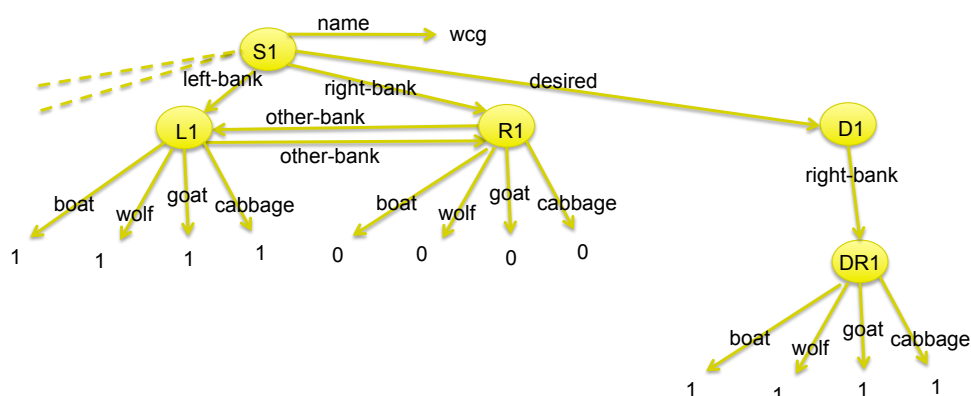 name
wcg
S1
left-bank
right-bank
desired
other-bank
L1
R1
D1
other-bank
right-bank
boat wolf goat cabbage
boat wolf goat cabbage
1 1 1 1
0 0 0 0
DR1
boat wolf goat cabbage
1 1 1 1